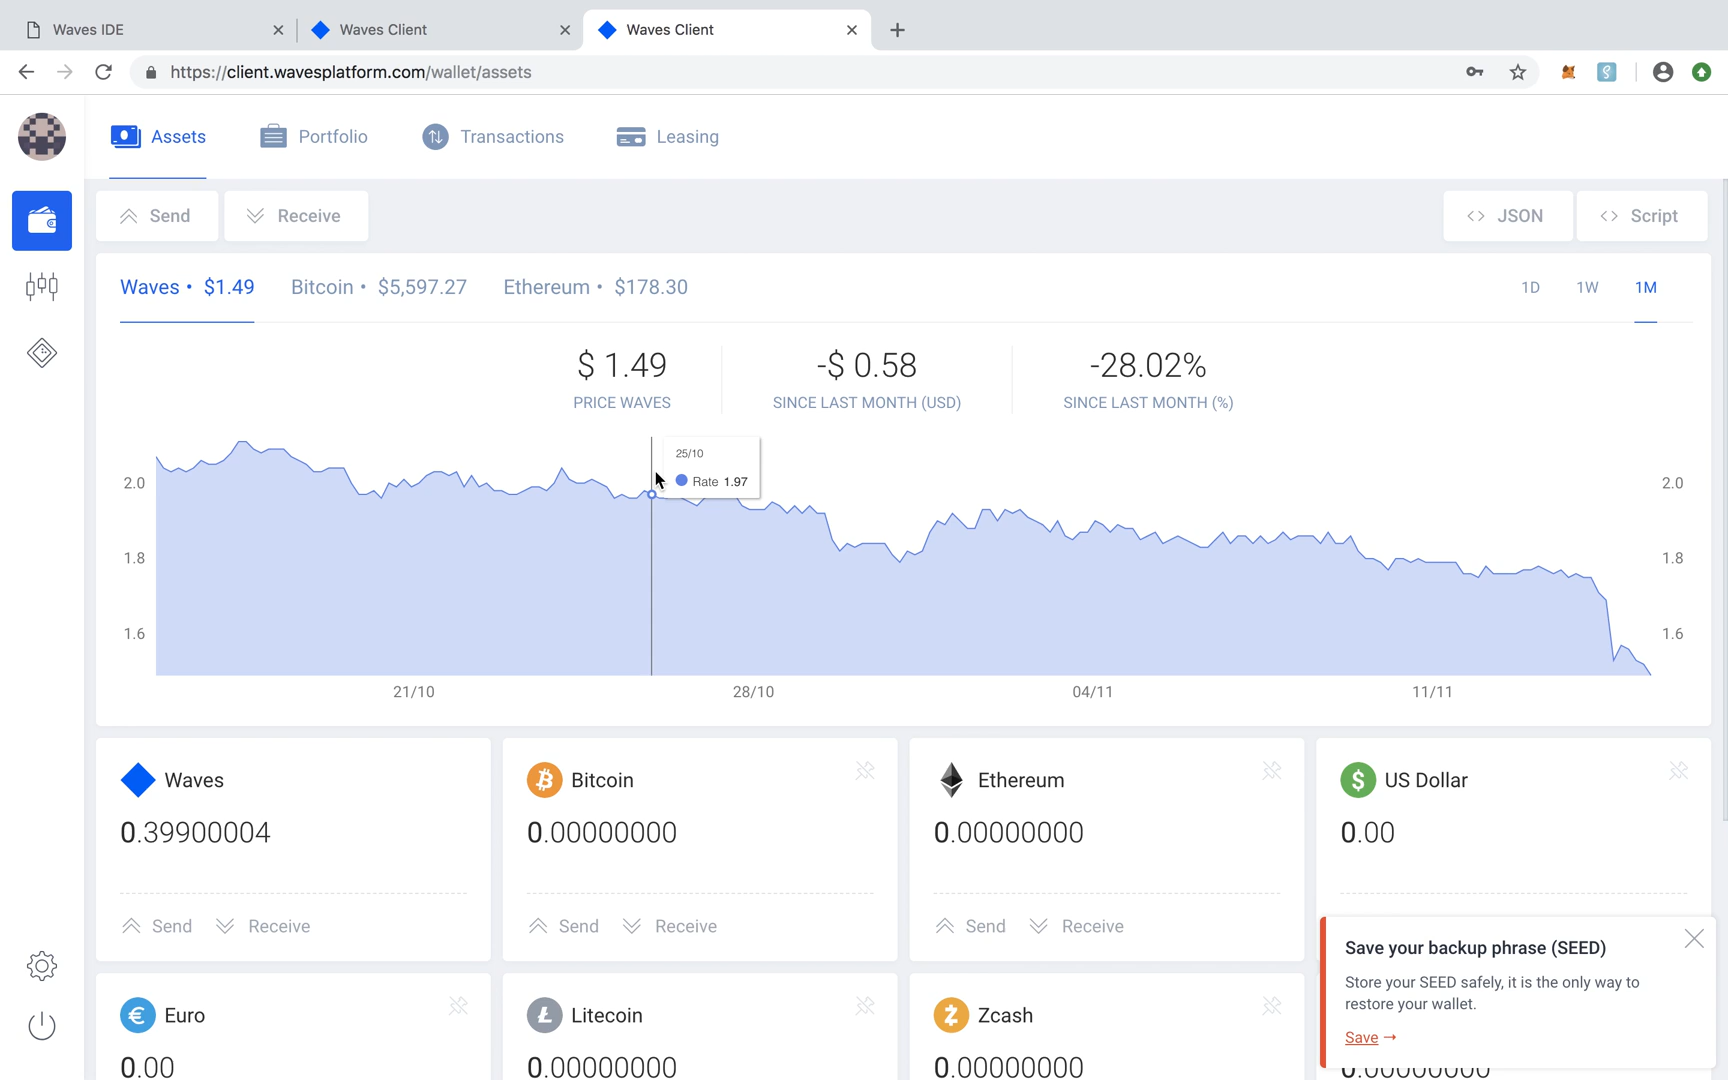 Waves IDE
Waves Client
Waves Client
https://client.wavesplatform.com/wallet/assets
Assets
Portfolio
Transactions
Leasing
Send
Receive
<> JSON
<> Script
Waves • $1.49
Bitcoin • $5,597.27
Ethereum • $178.30
1D
1W
1M
$ 1.49
PRICE WAVES
-$ 0.58
SINCE LAST MONTH (USD)
-28.02%
SINCE LAST MONTH (%)
25/10
Rate 1.97
2.0
2.0
1.8
1.8
1.6
1.6
21/10
28/10
04/11
11/11
Waves
0.39900004
Send
Receive
Bitcoin
0.00000000
Send
Receive
Ethereum
0.00000000
Send
Receive
US Dollar
0.00
Save your backup phrase (SEED)
Store your SEED safely, it is the only way to
restore your wallet.
Save →
Euro
0.00
Litecoin
0.00000000
Zcash
0.00000000
0.00000000